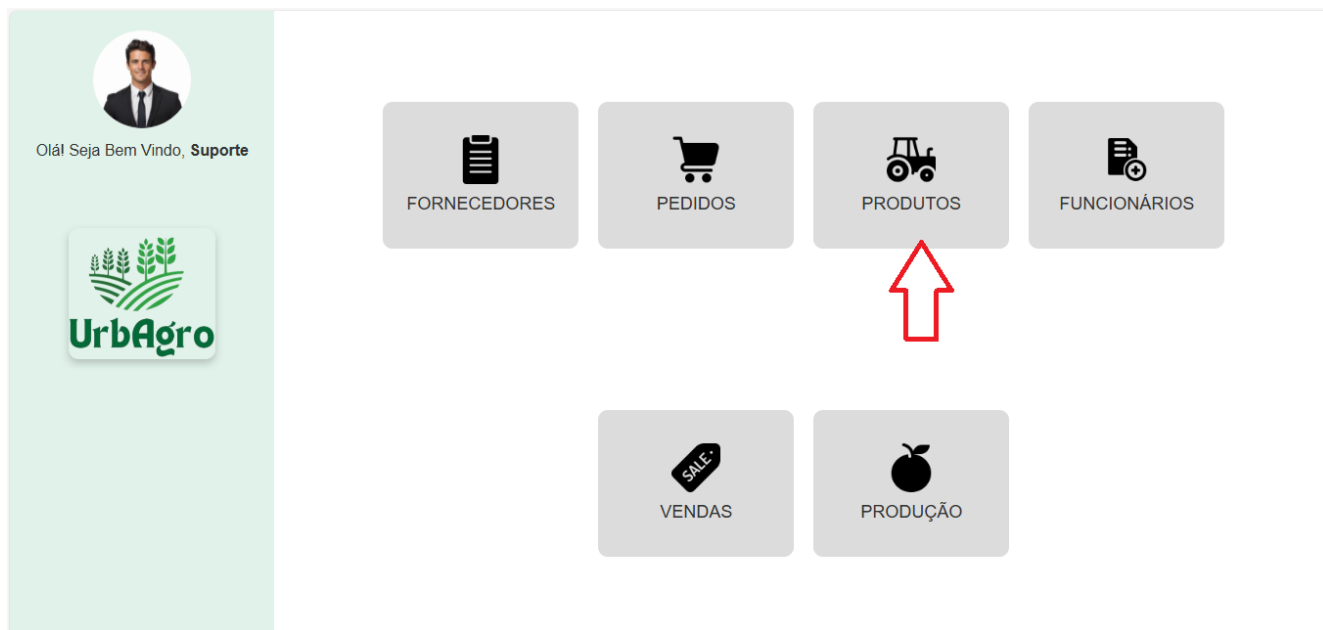 Olá! Seja Bem Vindo, Suporte
UrbAgro
FORNECEDORES
PEDIDOS
PRODUTOS
FUNCIONÁRIOS
SALE
VENDAS
PRODUÇÃO